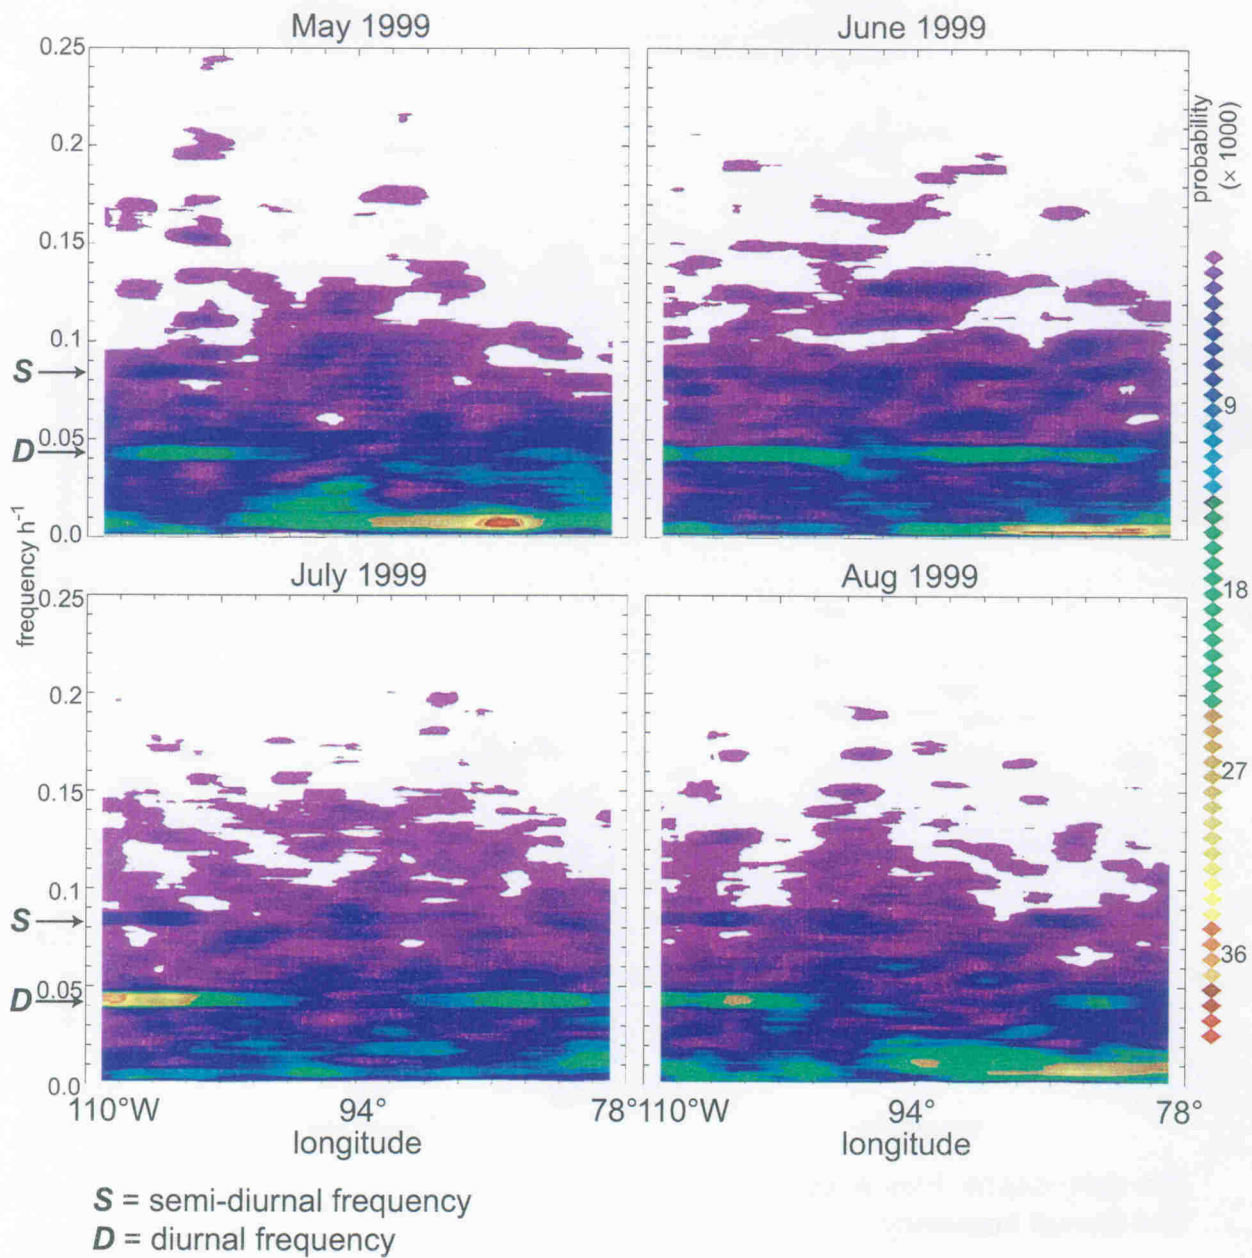 May 1999
June 1999
0.25
0.2
0.15
0.1
S
0.05
D
0.0
frequency h⁻¹
probability
(× 1000)
9
18
27
36
July 1999
Aug 1999
0.25
0.2
0.15
0.1
S
0.05
D
0.0
110°W 94° 78°
110°W 94° 78°
longitude
longitude
S = semi-diurnal frequency
D = diurnal frequency